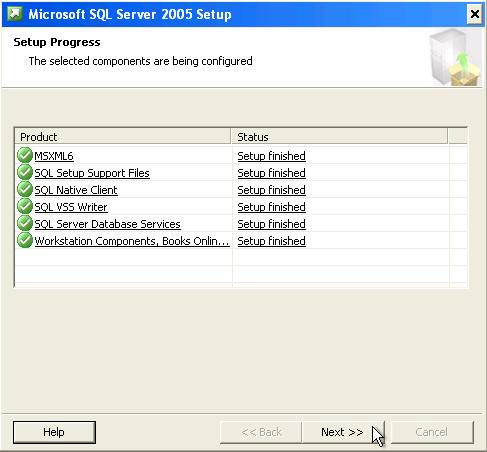 Microsoft SQL Server 2005 Setup
Setup Progress
The selected components are being configured
Product Status
MSXML6 Setup finished
SQL Setup Support Files Setup finished
SQL Native Client Setup finished
SQL VSS Writer Setup finished
SQL Server Database Services Setup finished
Workstation Components, Books Onlin... Setup finished
Help << Back Next >> Cancel